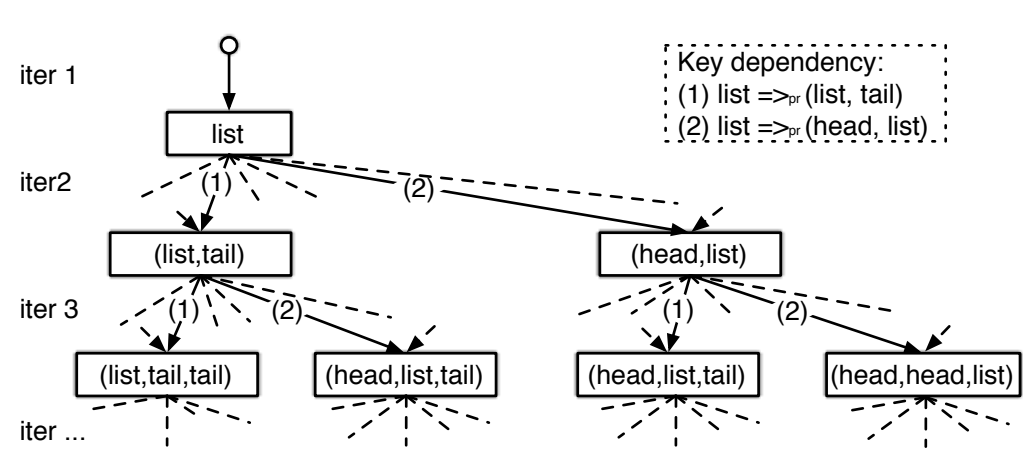 iter 1
Key dependency:
(1) list =>pr (list, tail)
(2) list =>pr (head, list)
list
iter2
(1)
(2)
(list,tail)
(head,list)
iter 3
(1)
(2)
(1)
(2)
(list,tail,tail)
(head,list,tail)
(head,list,tail)
(head,head,list)
iter ...